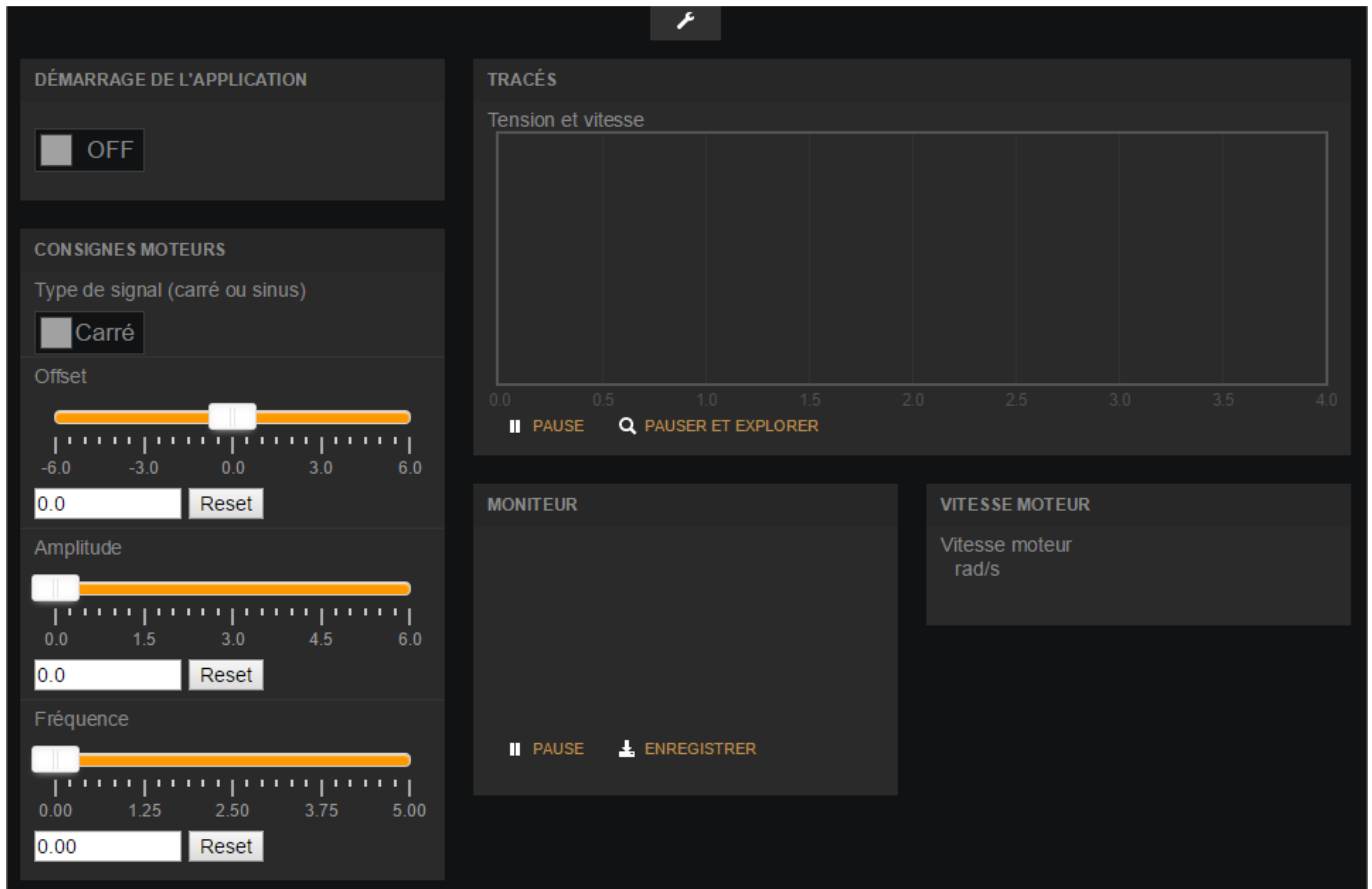 DÉMARRAGE DE L'APPLICATION
OFF
CONSIGNES MOTEURS
Type de signal (carré ou sinus)
Carré
Offset
-6.0 -3.0 0.0 3.0 6.0
0.0 Reset
Amplitude
0.0 1.5 3.0 4.5 6.0
0.0 Reset
Fréquence
0.00 1.25 2.50 3.75 5.00
0.00 Reset
TRACÉS
Tension et vitesse
0.0 0.5 1.0 1.5 2.0 2.5 3.0 3.5 4.0
PAUSE PAUSER ET EXPLORER
MONITEUR
PAUSE ENREGISTRER
VITESSE MOTEUR
Vitesse moteur
rad/s